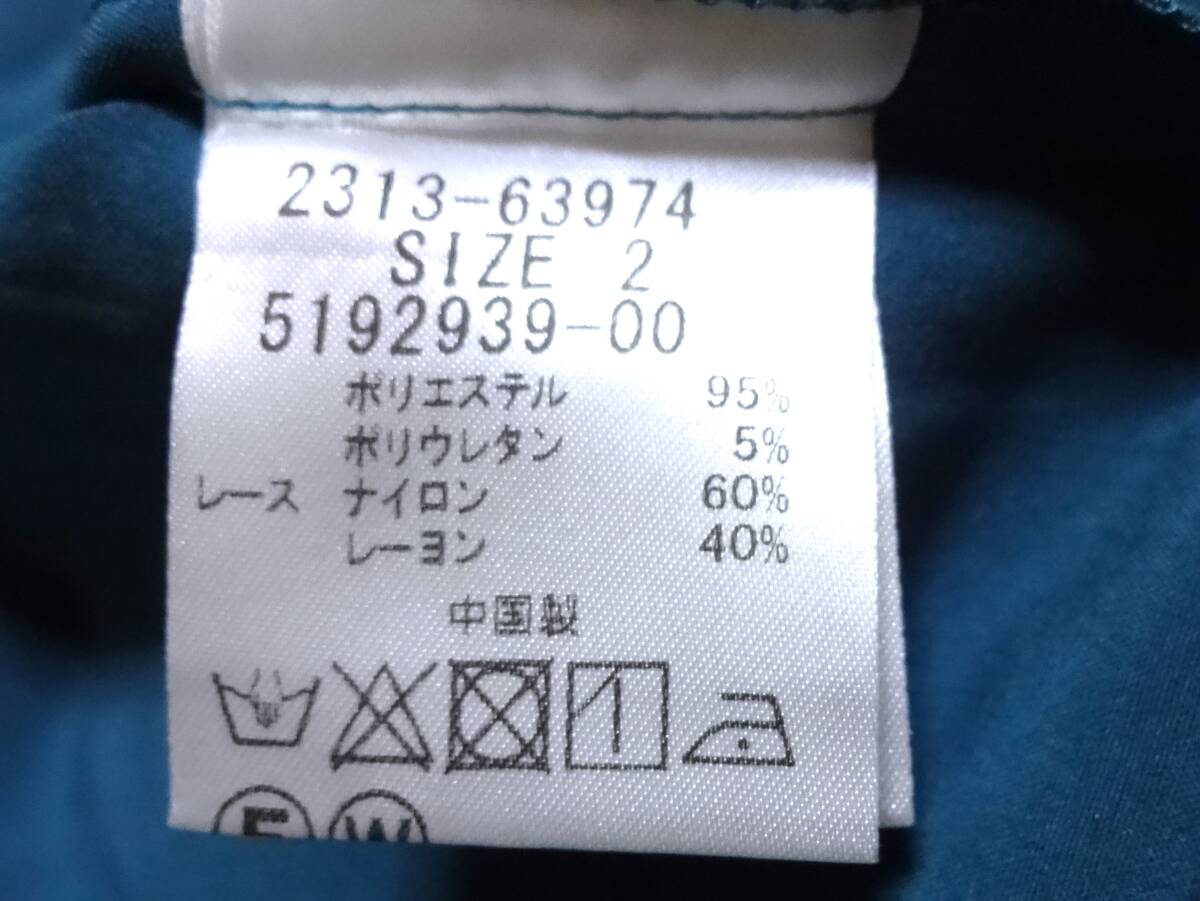 2313-63974
SIZE 2
5192939-00
ポリエステル 95%
ポリウレタン 5%
レース ナイロン 60%
レーヨン 40%
中国製
F W